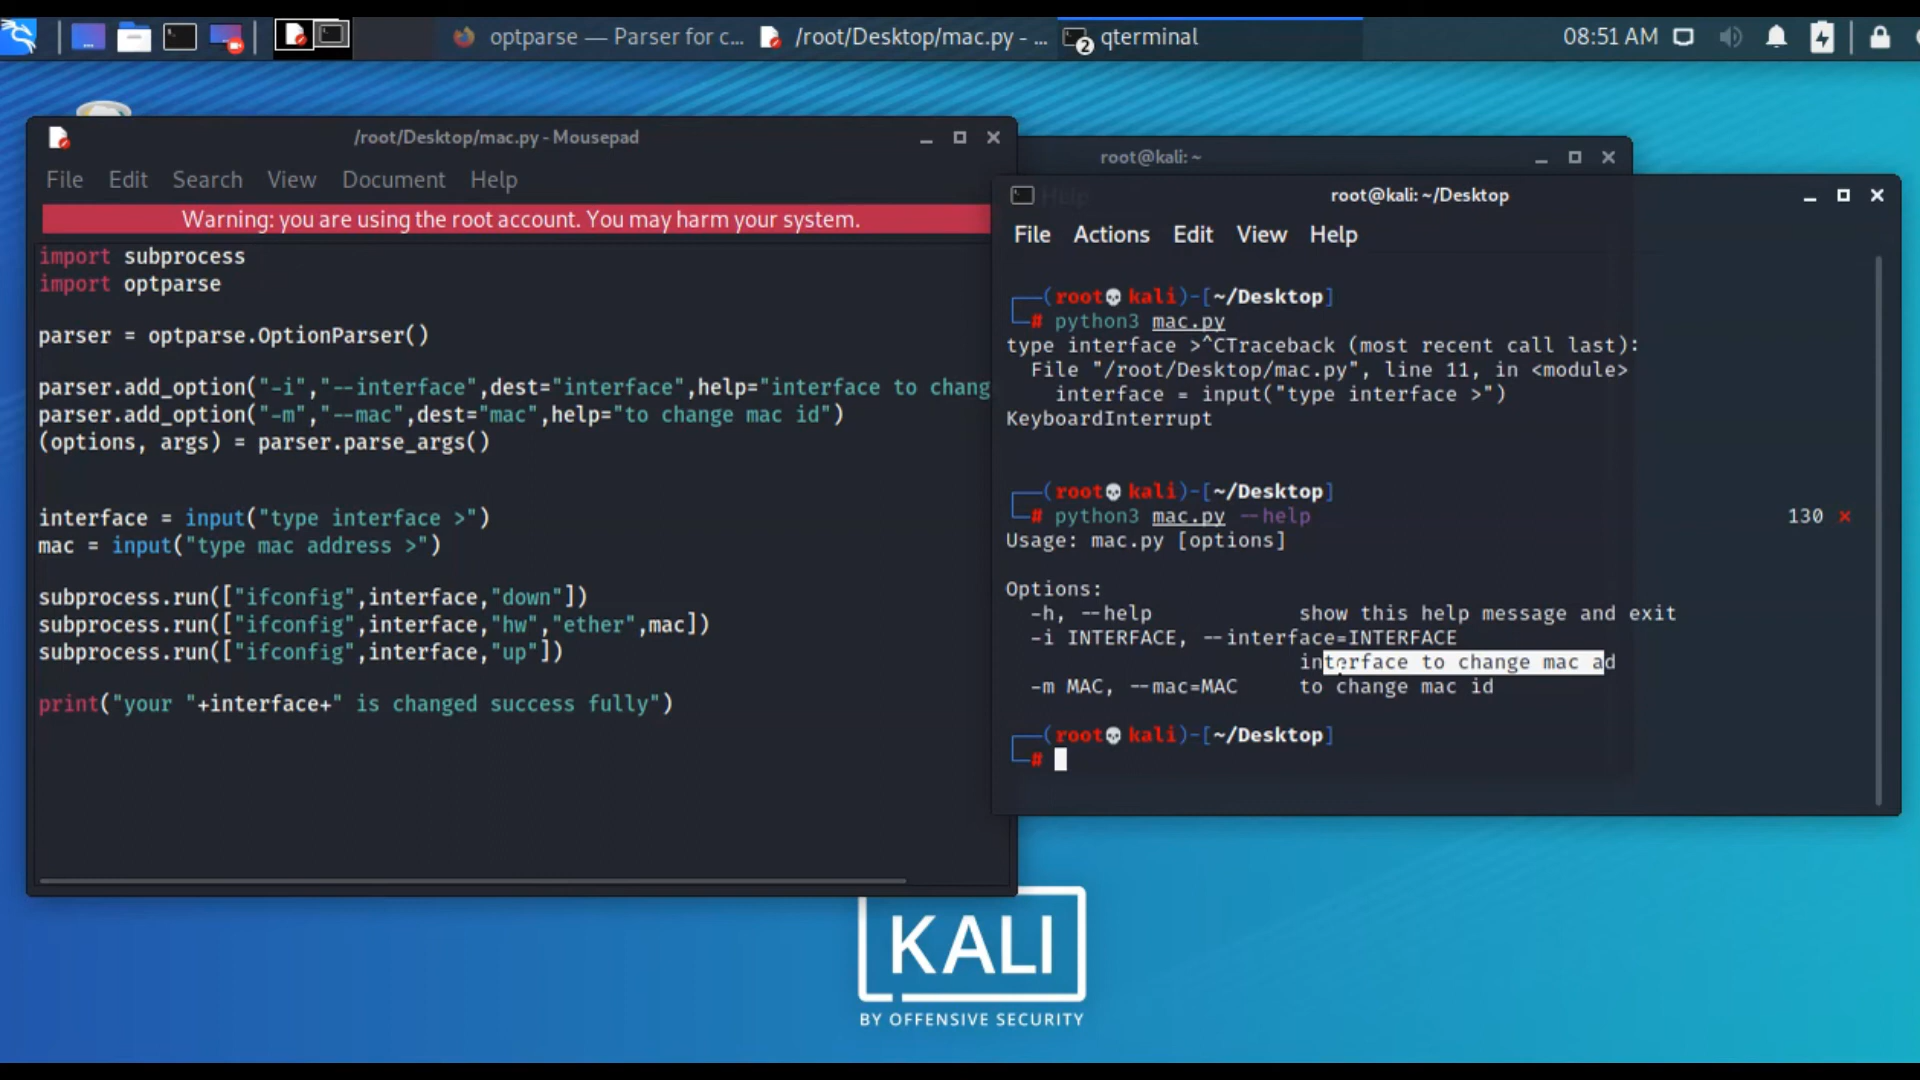 optparse — Parser for c...
/root/Desktop/mac.py - ...
2
qterminal
08:51 AM
/root/Desktop/mac.py - Mousepad
File Edit Search View Document Help
Warning: you are using the root account. You may harm your system.
import subprocess
import optparse
parser = optparse.OptionParser()
parser.add_option("-i","--interface",dest="interface",help="interface to chang
parser.add_option("-m","--mac",dest="mac",help="to change mac id")
(options, args) = parser.parse_args()
interface = input("type interface >")
mac = input("type mac address >")
subprocess.run(["ifconfig",interface,"down"])
subprocess.run(["ifconfig",interface,"hw","ether",mac])
subprocess.run(["ifconfig",interface,"up"])
print("your "+interface+" is changed success fully")
root@kali: ~
Help
root@kali: ~/Desktop
File Actions Edit View Help
(root kali)-[~/Desktop]
# python3 mac.py
type interface >^CTraceback (most recent call last):
File "/root/Desktop/mac.py", line 11, in <module>
interface = input("type interface >")
KeyboardInterrupt
(root kali)-[~/Desktop]
# python3 mac.py --help 130 ×
Usage: mac.py [options]
Options:
-h, --help show this help message and exit
-i INTERFACE, --interface=INTERFACE
interface to change mac ad
-m MAC, --mac=MAC to change mac id
(root kali)-[~/Desktop]
#
KALI
BY OFFENSIVE SECURITY